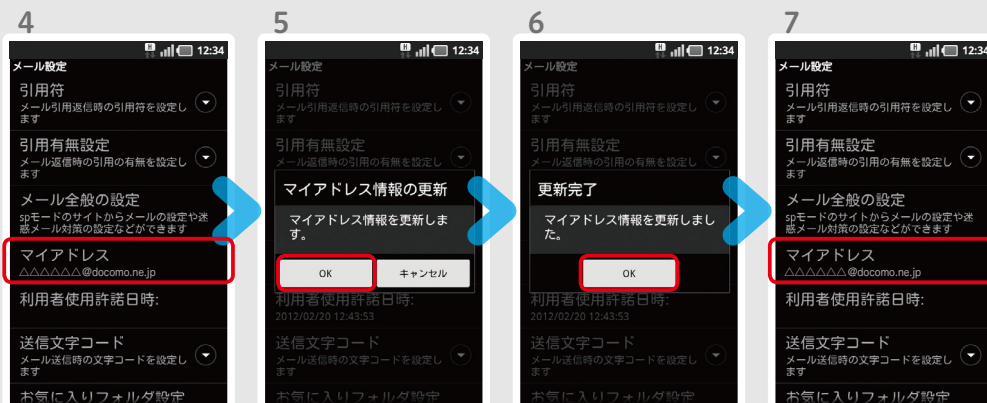 4
12:34
メール設定
引用符
メール引用返信時の引用符を設定し
ます
引用有無設定
メール返信時の引用の有無を設定し
ます
メール全般の設定
spモードのサイトからメールの設定や迷
惑メール対策の設定などができます
マイアドレス
△△△△△△@docomo.ne.jp
利用者使用許諾日時:
送信文字コード
メール送信時の文字コードを設定し
ます
お気に入りフォルダ設定
5
12:34
メール設定
引用符
メール引用返信時の引用符を設定し
ます
引用有無設定
メール返信時の引用の有無を設定し
マイアドレス情報の更新
マイアドレス情報を更新しま
す。
OK
キャンセル
利用者使用許諾日時:
2012/02/20 12:43:53
送信文字コード
メール送信時の文字コードを設定し
ます
お気に入りフォルダ設定
6
12:34
メール設定
引用符
メール引用返信時の引用符を設定し
ます
引用有無設定
メール返信時の引用の有無を設定し
更新完了
マイアドレス情報を更新しまし
た。
OK
利用者使用許諾日時:
2012/02/20 12:43:53
送信文字コード
メール送信時の文字コードを設定し
ます
お気に入りフォルダ設定
7
12:34
メール設定
引用符
メール引用返信時の引用符を設定し
ます
引用有無設定
メール返信時の引用の有無を設定し
ます
メール全般の設定
spモードのサイトからメールの設定や迷
惑メール対策の設定などができます
マイアドレス
△△△△△△@docomo.ne.jp
利用者使用許諾日時:
送信文字コード
メール送信時の文字コードを設定し
ます
お気に入りフォルダ設定